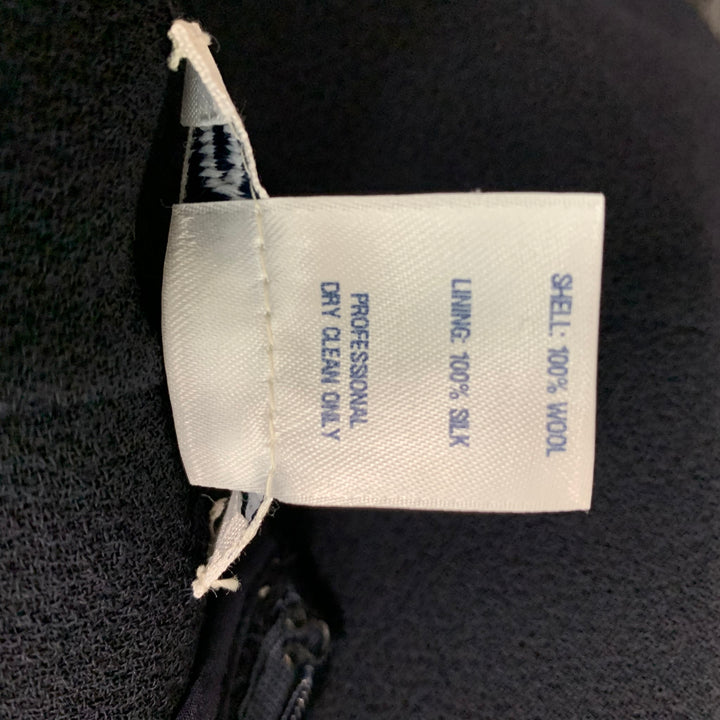 SHELL: 100% WOOL
LINING: 100% SILK
PROFESSIONAL
DRY CLEAN ONLY